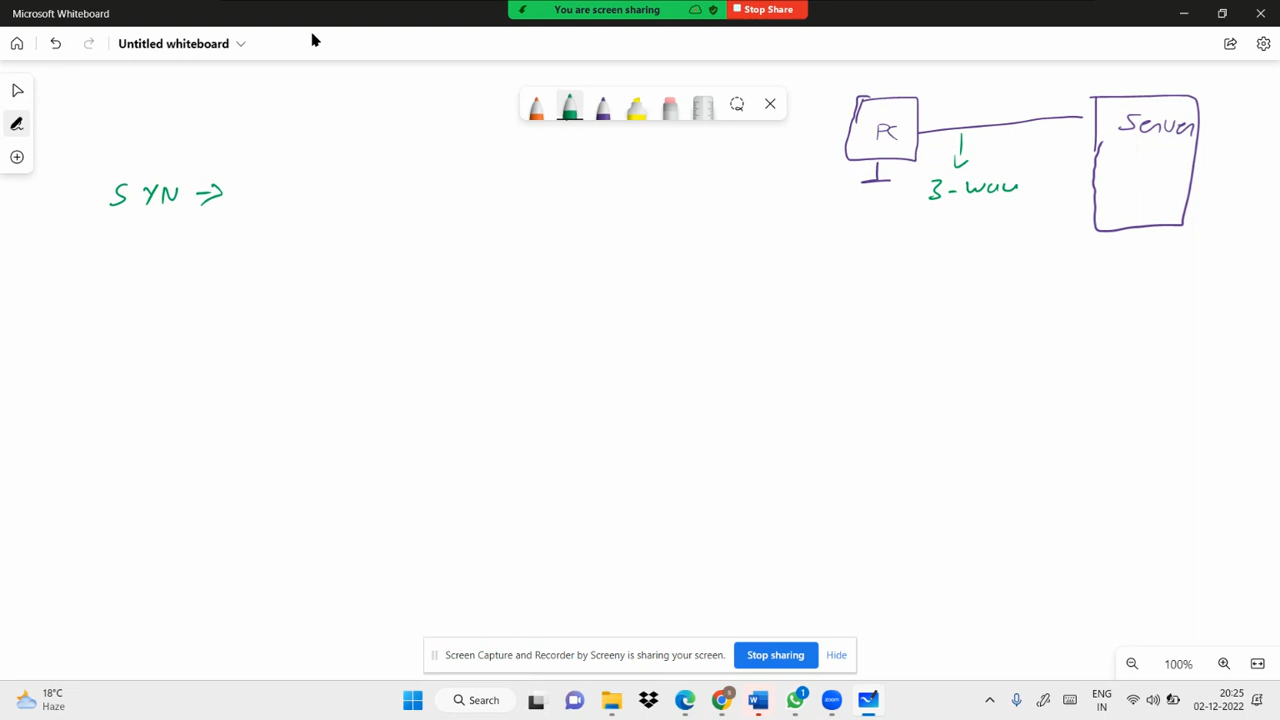 Microsoft Whiteboard
You are screen sharing
Stop Share
Untitled whiteboard
PC
Server
3-way
SYN →
Screen Capture and Recorder by Screeny is sharing your screen.
Stop sharing
Hide
100%
18°C
Haze
Search
8
1
ENG
IN
20:25
02-12-2022